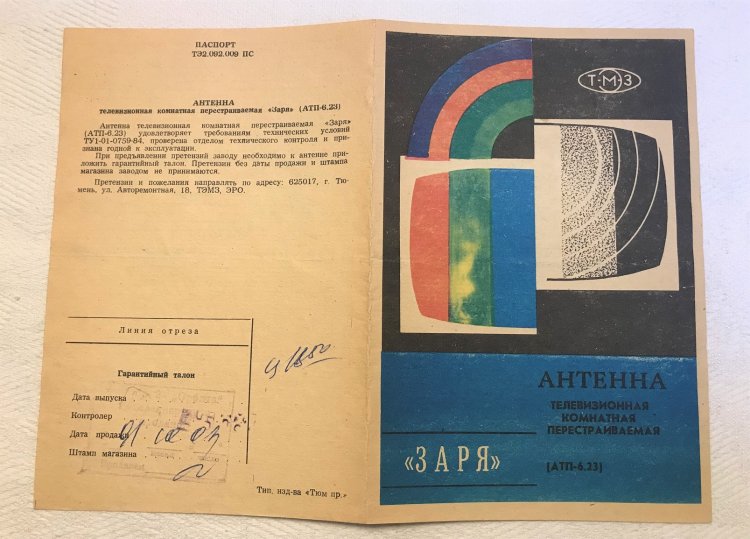 ПАСПОРТ
ТЭ2.092.009 ПС
АНТЕННА
телевизионная комнатная перестраиваемая «Заря» (АТП-6.23)
Антенна телевизионная комнатная перестраиваемая «Заря»
(АТП-6.23) удовлетворяет требованиям технических условий
ТУ1-01-0759-84, проверена отделом технического контроля и при-
знана годной к эксплуатации.
При предъявлении претензий заводу необходимо к антенне при-
ложить гарантийный талон. Претензии без даты продажи и штампа
магазина заводом не принимаются.
Претензии и пожелания направлять по адресу: 625017, г. Тю-
мень, ул. Авторемонтная, 18, ТЭМЗ, ЭРО.
Линия отреза
Гарантийный талон
Дата выпуска
Контролер
Дата продажи
Штамп магазина
Тип. изд-ва «Тюм пр.»
Т-М-З
АНТЕННА
ТЕЛЕВИЗИОННАЯ
КОМНАТНАЯ
ПЕРЕСТРАИВАЕМАЯ
«ЗАРЯ»
(АТП-6.23)